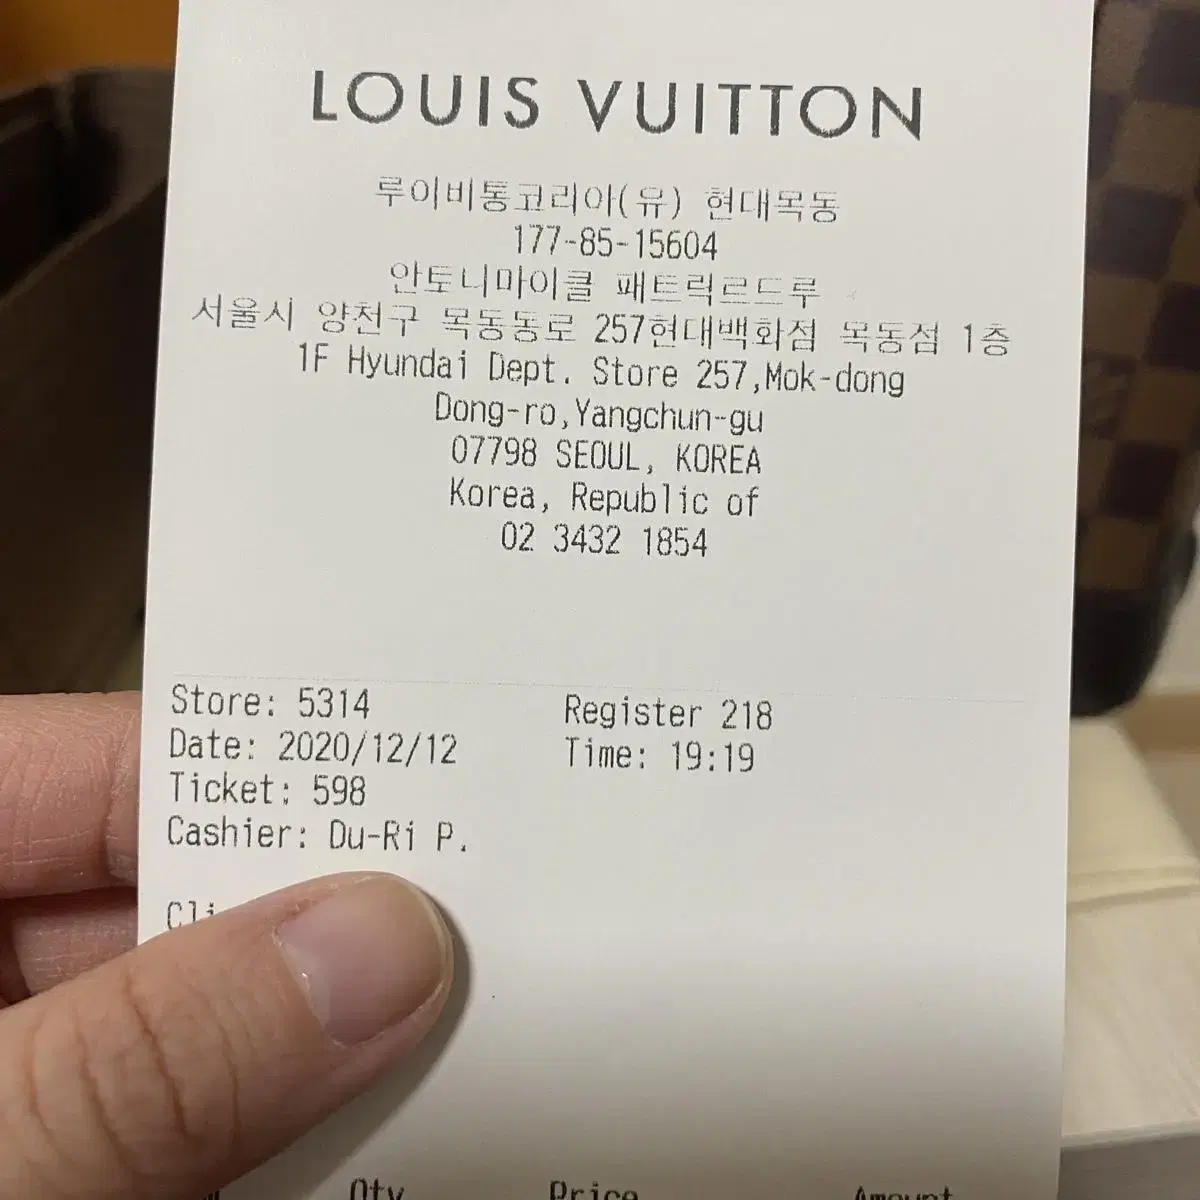 LOUIS VUITTON
루이비통코리아(유) 현대목동
177-85-15604
안토니마이클 패트릭르드루
서울시 양천구 목동동로 257현대백화점 목동점 1층
1F Hyundai Dept. Store 257,Mok-dong
Dong-ro,Yangchun-gu
07798 SEOUL, KOREA
Korea, Republic of
02 3432 1854
Store: 5314 Register 218
Date: 2020/12/12 Time: 19:19
Ticket: 598
Cashier: Du-Ri P.
Qty Price Amount